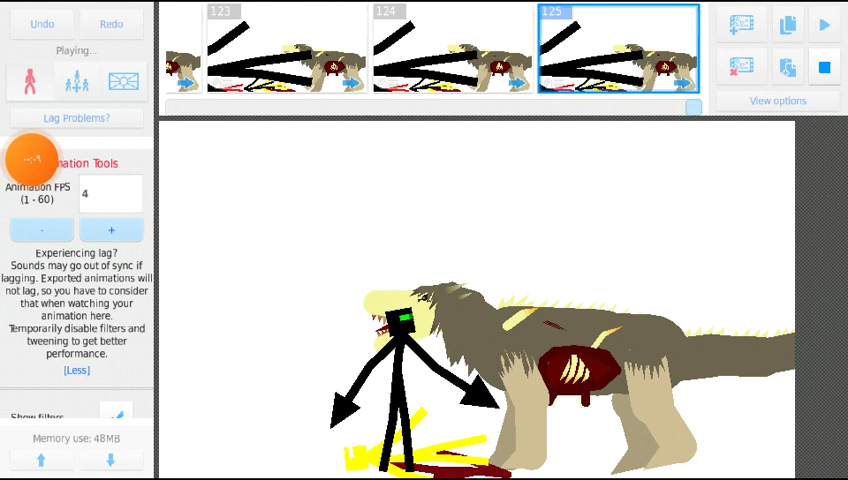 Undo
Redo
123
124
125
Playing...
Lag Problems?
View options
mation Tools
Animation FPS
(1 - 60)
4
-
+
Experiencing lag?
Sounds may go out of sync if
lagging. Exported animations will
not lag, so you have to consider
that when watching your
animation here.
Temporarily disable filters and
tweening to get better
performance.
[Less]
Show filters
Memory use: 48MB